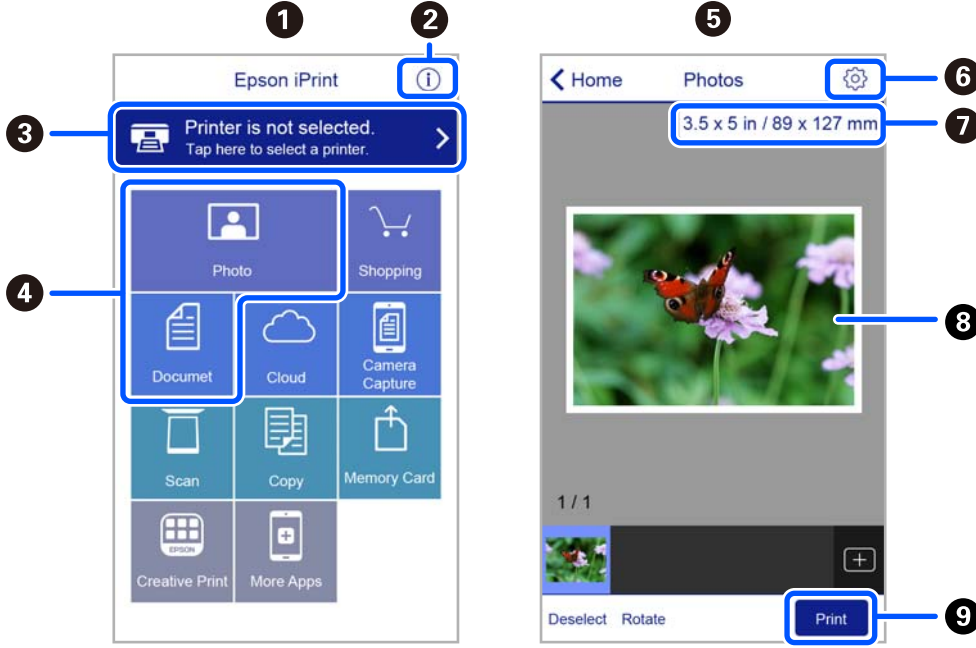 1
2
Epson iPrint
3
Printer is not selected.
Tap here to select a printer.
4
Photo
Shopping
Documet
Cloud
Camera
Capture
Scan
Copy
Memory Card
EPSON
Creative Print
More Apps
5
Home
Photos
6
3.5 x 5 in / 89 x 127 mm
7
8
1 / 1
Deselect
Rotate
Print
9